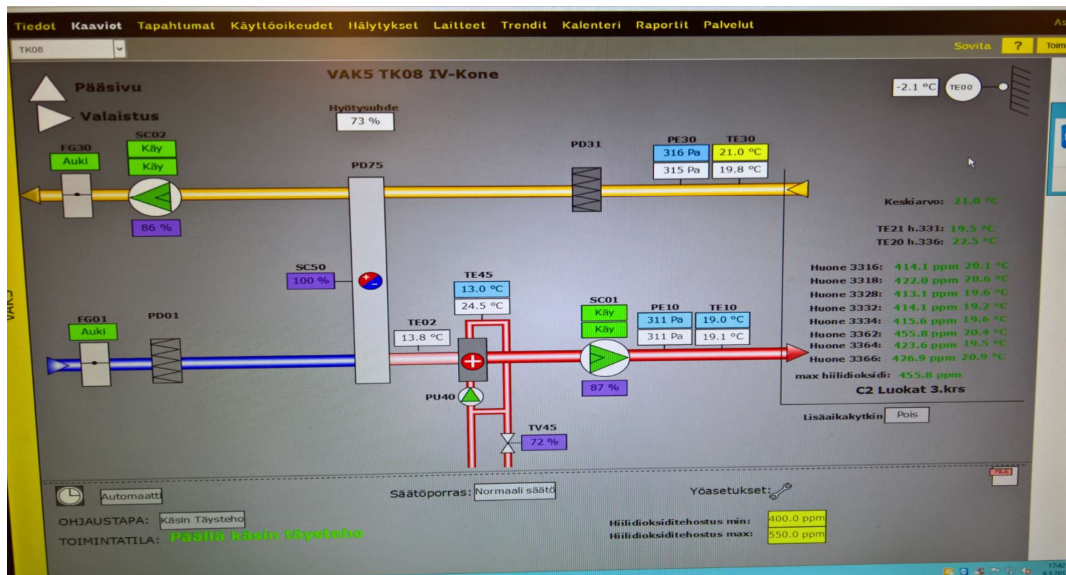 Tiedot Kaaviot Tapahtumat Käyttöoikeudet Hälytykset Laitteet Trendit Kalenteri Raportit Palvelut
TK08
Sovita ? Toim
VAK5 TK08 IV-Kone
Pääsivu
Valaistus
-2.1 °C TE00
Hyötysuhde
73 %
FG30
Auki
SC02
Käy
Käy
86 %
PD75
PD31
PE30
316 Pa
315 Pa
TE30
21.0 °C
19.8 °C
Keskiarvo: 21.0 °C
TE21 h.331: 19.5 °C
TE20 h.336: 22.5 °C
SC50
100 %
TE45
13.0 °C
24.5 °C
VAK5
FG01
Auki
PD01
TE02
13.8 °C
SC01
Käy
Käy
87 %
PE10
311 Pa
311 Pa
TE10
19.0 °C
19.1 °C
Huone 3316: 414.1 ppm 20.1 °C
Huone 3318: 422.0 ppm 20.6 °C
Huone 3328: 413.1 ppm 19.6 °C
Huone 3332: 414.1 ppm 19.2 °C
Huone 3334: 415.6 ppm 19.6 °C
Huone 3362: 455.8 ppm 20.4 °C
Huone 3364: 423.6 ppm 19.5 °C
Huone 3366: 426.9 ppm 20.9 °C
max hiilidioksidi: 455.8 ppm
C2 Luokat 3.krs
Lisäaikakytkin Pois
PU40
TV45
72 %
Automaatti
Säätöporras: Normaali säätö
Yöasetukset:
OHJAUSTAPA: Käsin Täysteho
TOIMINTATILA: Päällä käsin täysteho
Hiilidioksiditehostus min: 400.0 ppm
Hiilidioksiditehostus max: 550.0 ppm
17:42